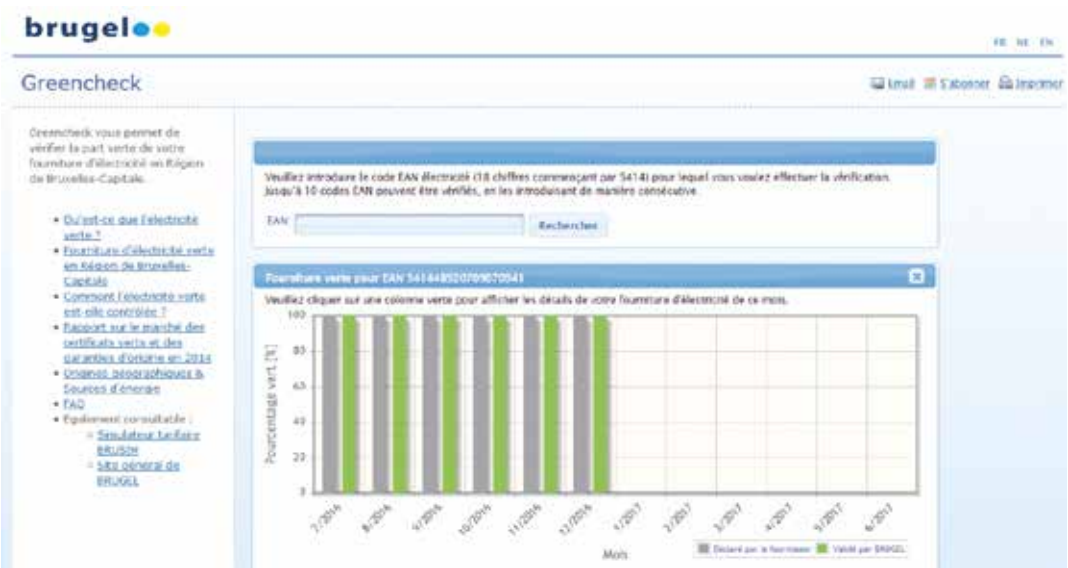 brugel
FR NL EN
Greencheck
Email S'abonner Imprimer
Greencheck vous permet de
vérifier la part verte de votre
fourniture d'électricité en Région
de Bruxelles-Capitale.
• Qu'est-ce que l'électricité
verte ?
• Fourniture d'électricité verte
en Région de Bruxelles-
Capitale
• Comment l'électricité verte
est-elle contrôlée ?
• Rapport sur le marché des
certificats verts et des
garanties d'origine en 2014
• Origines géographiques &
Sources d'énergie
• FAQ
• Egalement consultable :
Simulateur tarifaire
BRUSIM
Site général de
BRUGEL
Veuillez introduire le code EAN électricité (18 chiffres commençant par 5414) pour lequel vous voulez effectuer la vérification.
Jusqu'à 10 codes EAN peuvent être vérifiés, en les introduisant de manière consécutive.
EAN: Rechercher
Fourniture verte pour EAN
Veuillez cliquer sur une colonne verte pour afficher les détails de votre fourniture d'électricité de ce mois.
Pourcentage vert [%]
100
80
60
40
20
0
7/2016 8/2016 9/2016 10/2016 11/2016 12/2016 1/2017 2/2017 3/2017 4/2017 5/2017 6/2017
Mois
Déclaré par le fournisseur Validé par BRUGEL